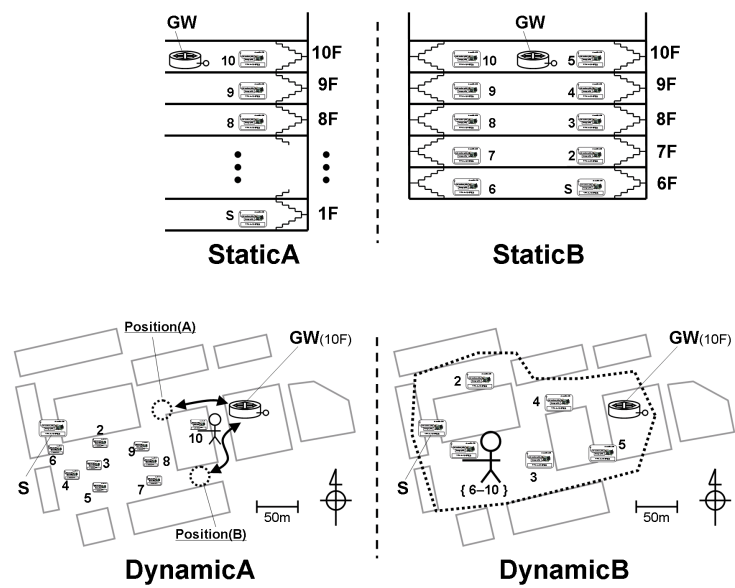 GW
10 10F
9 9F
8 8F
S 1F
StaticA
GW
10 5 10F
9 4 9F
8 3 8F
7 2 7F
6 S 6F
StaticB
Position(A)
GW(10F)
10
2
9
6
3
8
4
7
5
S
Position(B)
50m
4
DynamicA
GW(10F)
2
4
5
S
3
{ 6–10 }
50m
4
DynamicB